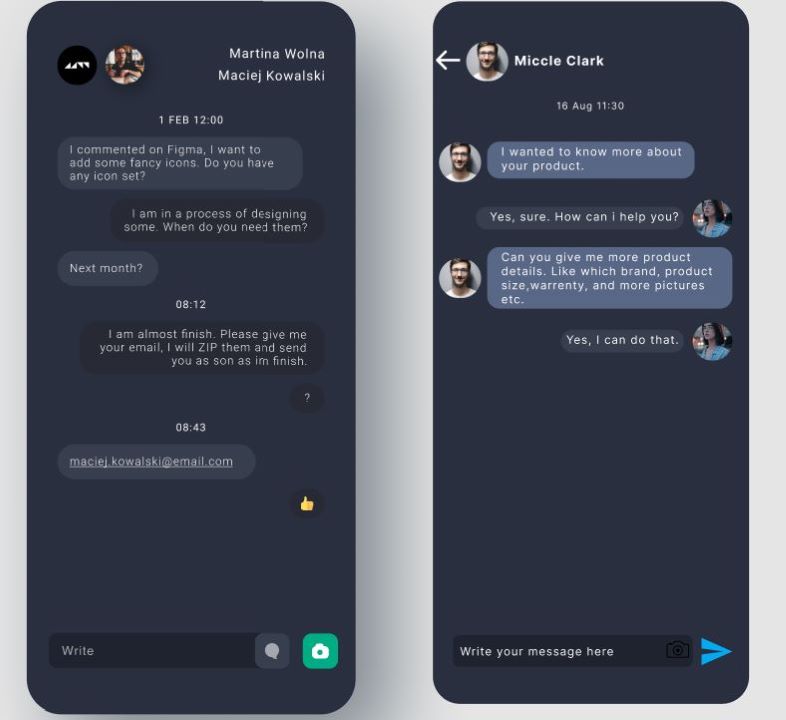 Martina Wolna
Maciej Kowalski
1 FEB 12:00
I commented on Figma, I want to
add some fancy icons. Do you have
any icon set?
I am in a process of designing
some. When do you need them?
Next month?
08:12
I am almost finish. Please give me
your email, I will ZIP them and send
you as son as im finish.
?
08:43
maciej.kowalski@email.com
👍
Write
Miccle Clark
16 Aug 11:30
I wanted to know more about
your product.
Yes, sure. How can i help you?
Can you give me more product
details. Like which brand, product
size,warrenty, and more pictures
etc.
Yes, I can do that.
Write your message here